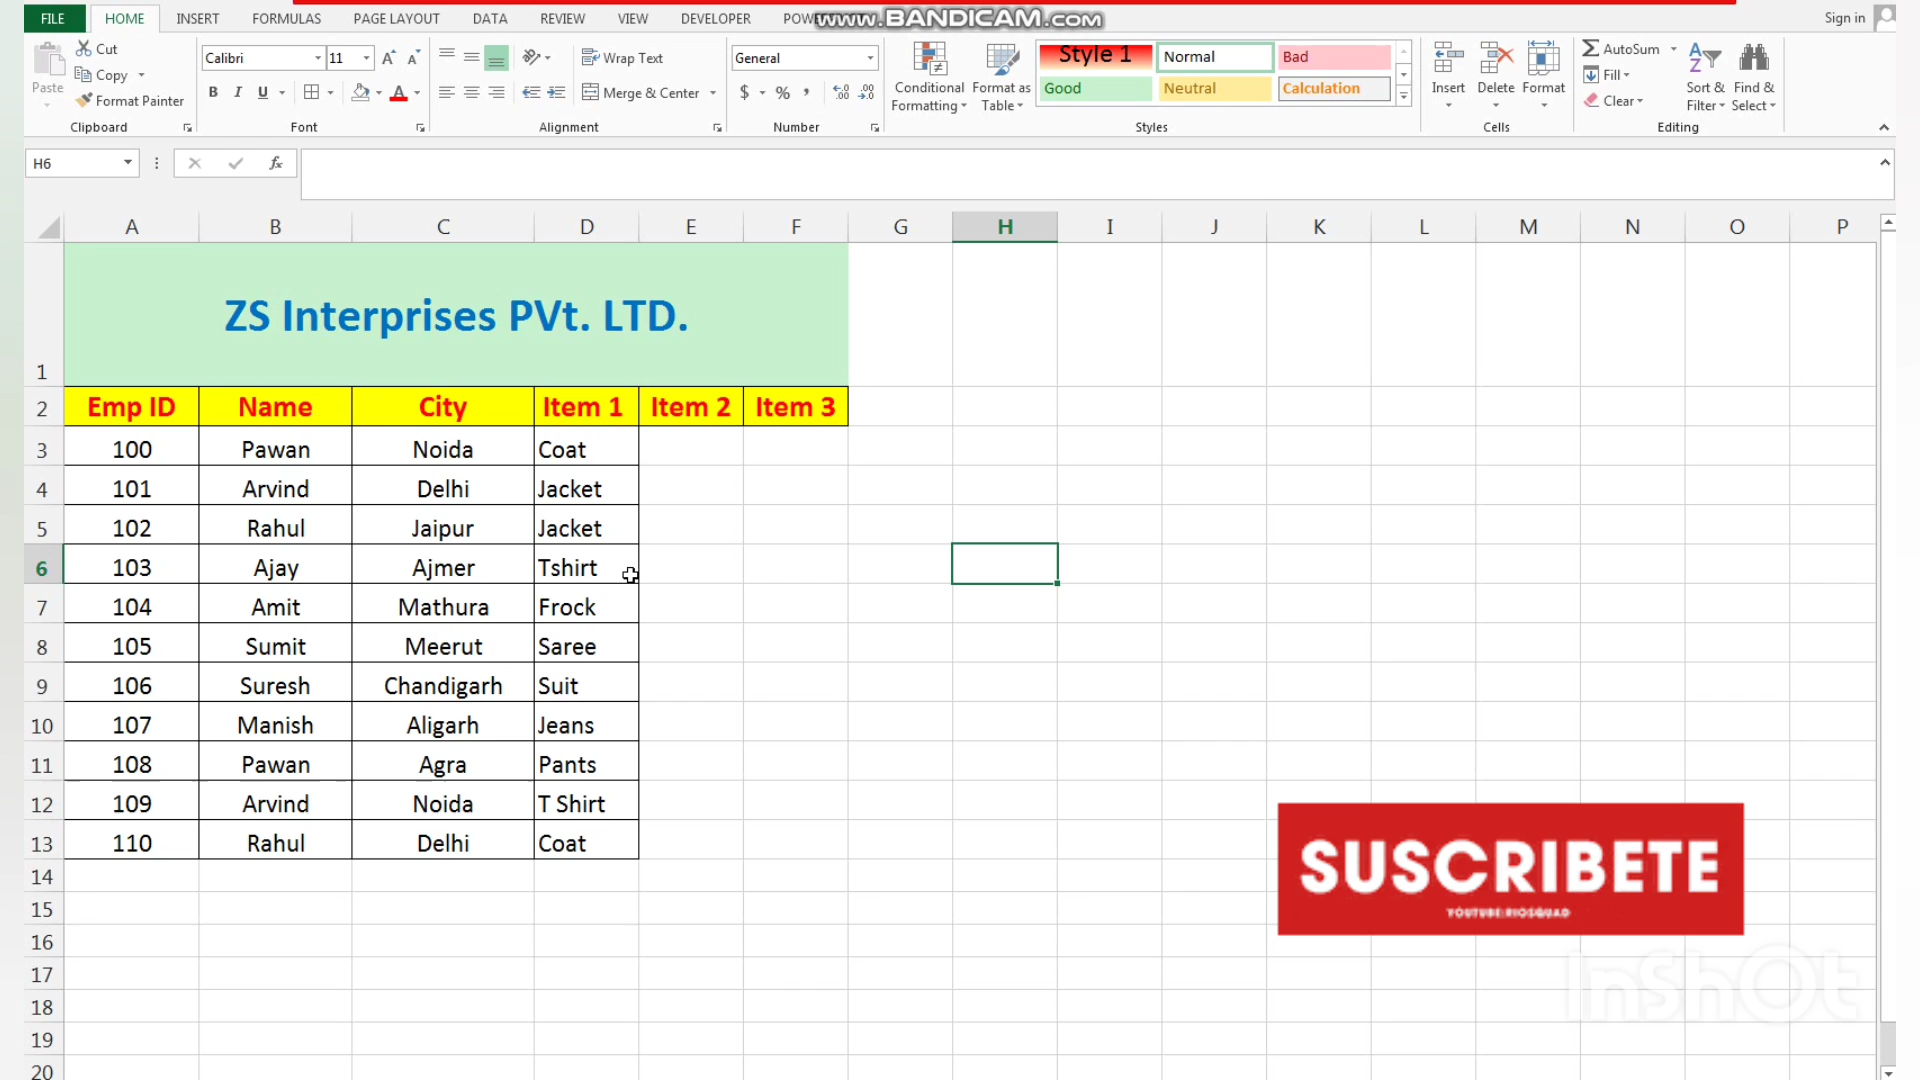 FILE HOME INSERT FORMULAS PAGE LAYOUT DATA REVIEW VIEW DEVELOPER www.BANDICAM.com Sign in
Cut
Copy
Format Painter
Paste
Clipboard
Calibri 11
B I U
Font
Wrap Text
Merge & Center
Alignment
General
$ % ,
Number
Conditional Formatting
Format as Table
Style 1 Normal Bad
Good Neutral Calculation
Styles
Insert Delete Format
Cells
AutoSum
Fill
Clear
Sort & Filter
Find & Select
Editing
H6
fx
A B C D E F G H I J K L M N O P
ZS Interprises PVt. LTD.
1
2 Emp ID Name City Item 1 Item 2 Item 3
3 100 Pawan Noida Coat
4 101 Arvind Delhi Jacket
5 102 Rahul Jaipur Jacket
6 103 Ajay Ajmer Tshirt
7 104 Amit Mathura Frock
8 105 Sumit Meerut Saree
9 106 Suresh Chandigarh Suit
10 107 Manish Aligarh Jeans
11 108 Pawan Agra Pants
12 109 Arvind Noida T Shirt
13 110 Rahul Delhi Coat
14
15
16
17
18
19
20
SUSCRIBETE
YOUTUBE:RIOSQUAD
InShOt